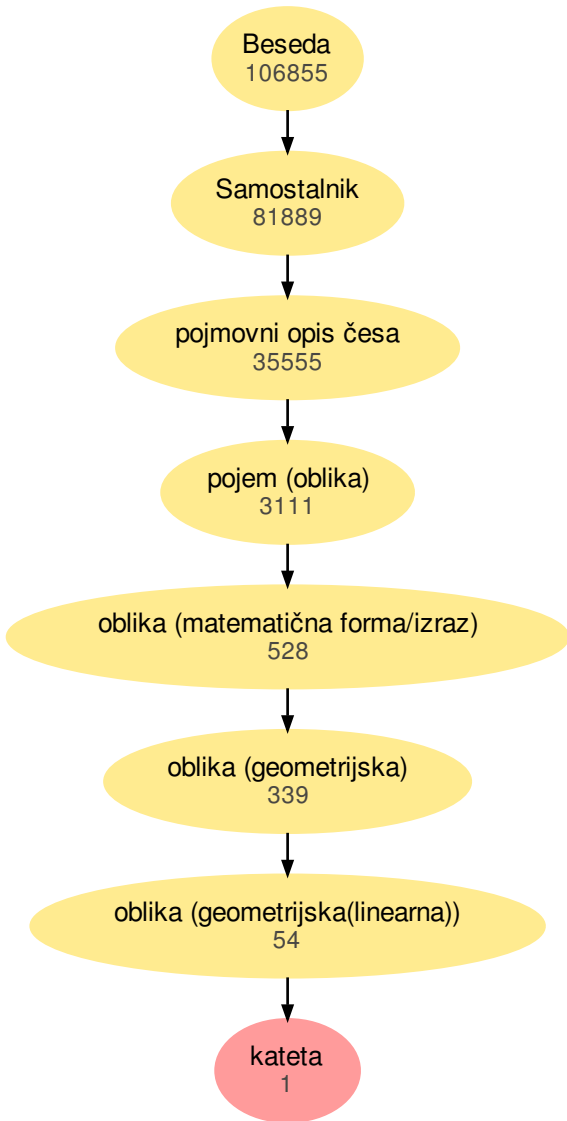 Beseda
106855
Samostalnik
81889
pojmovni opis česa
35555
pojem (oblika)
3111
oblika (matematična forma/izraz)
528
oblika (geometrijska)
339
oblika (geometrijska(linearna))
54
kateta
1